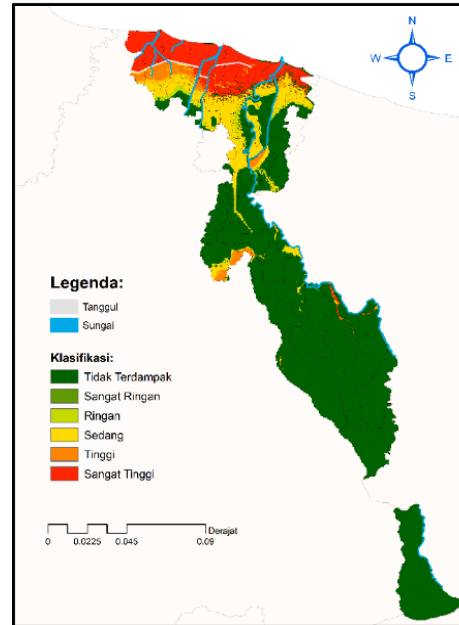 N
W E
S
Legenda:
Tanggul
Sungai
Klasifikasi:
Tidak Terdampak
Sangat Ringan
Ringan
Sedang
Tinggi
Sangat Tinggi
Derajat
0 0.0225 0.045 0.09